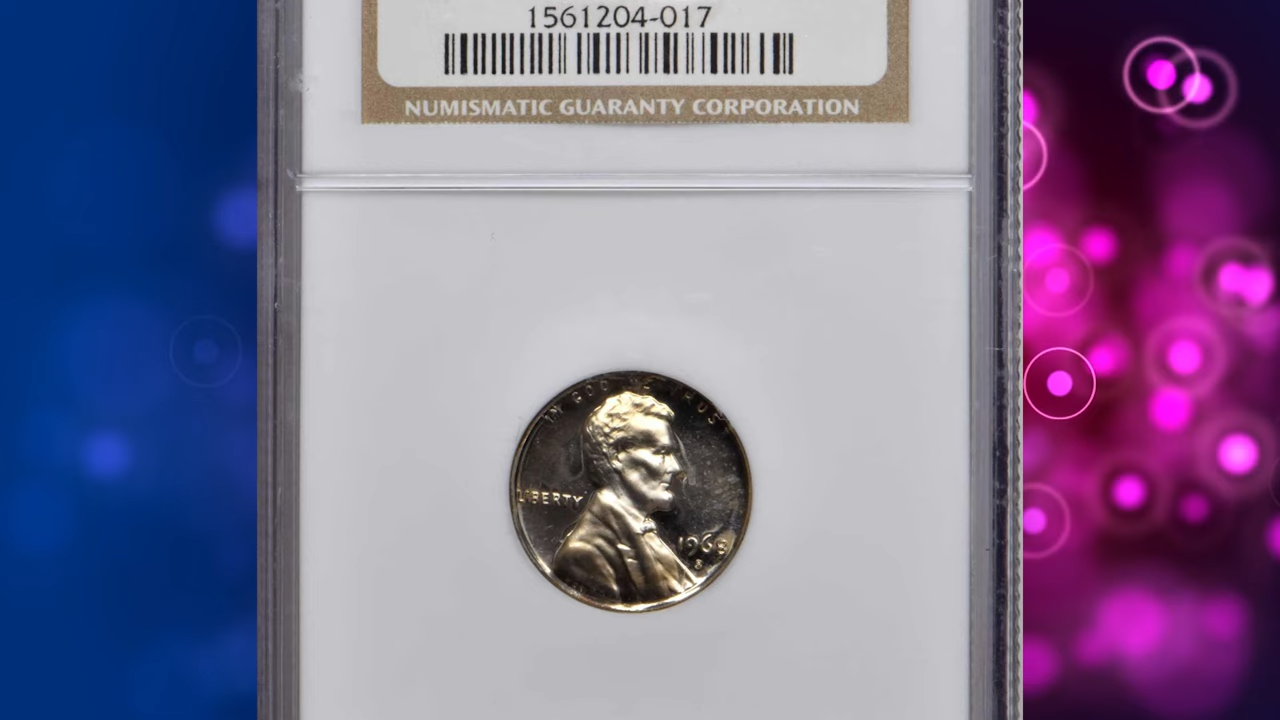 1561204-017
NUMISMATIC GUARANTY CORPORATION
IN GOD WE TRUST
LIBERTY
1968
S